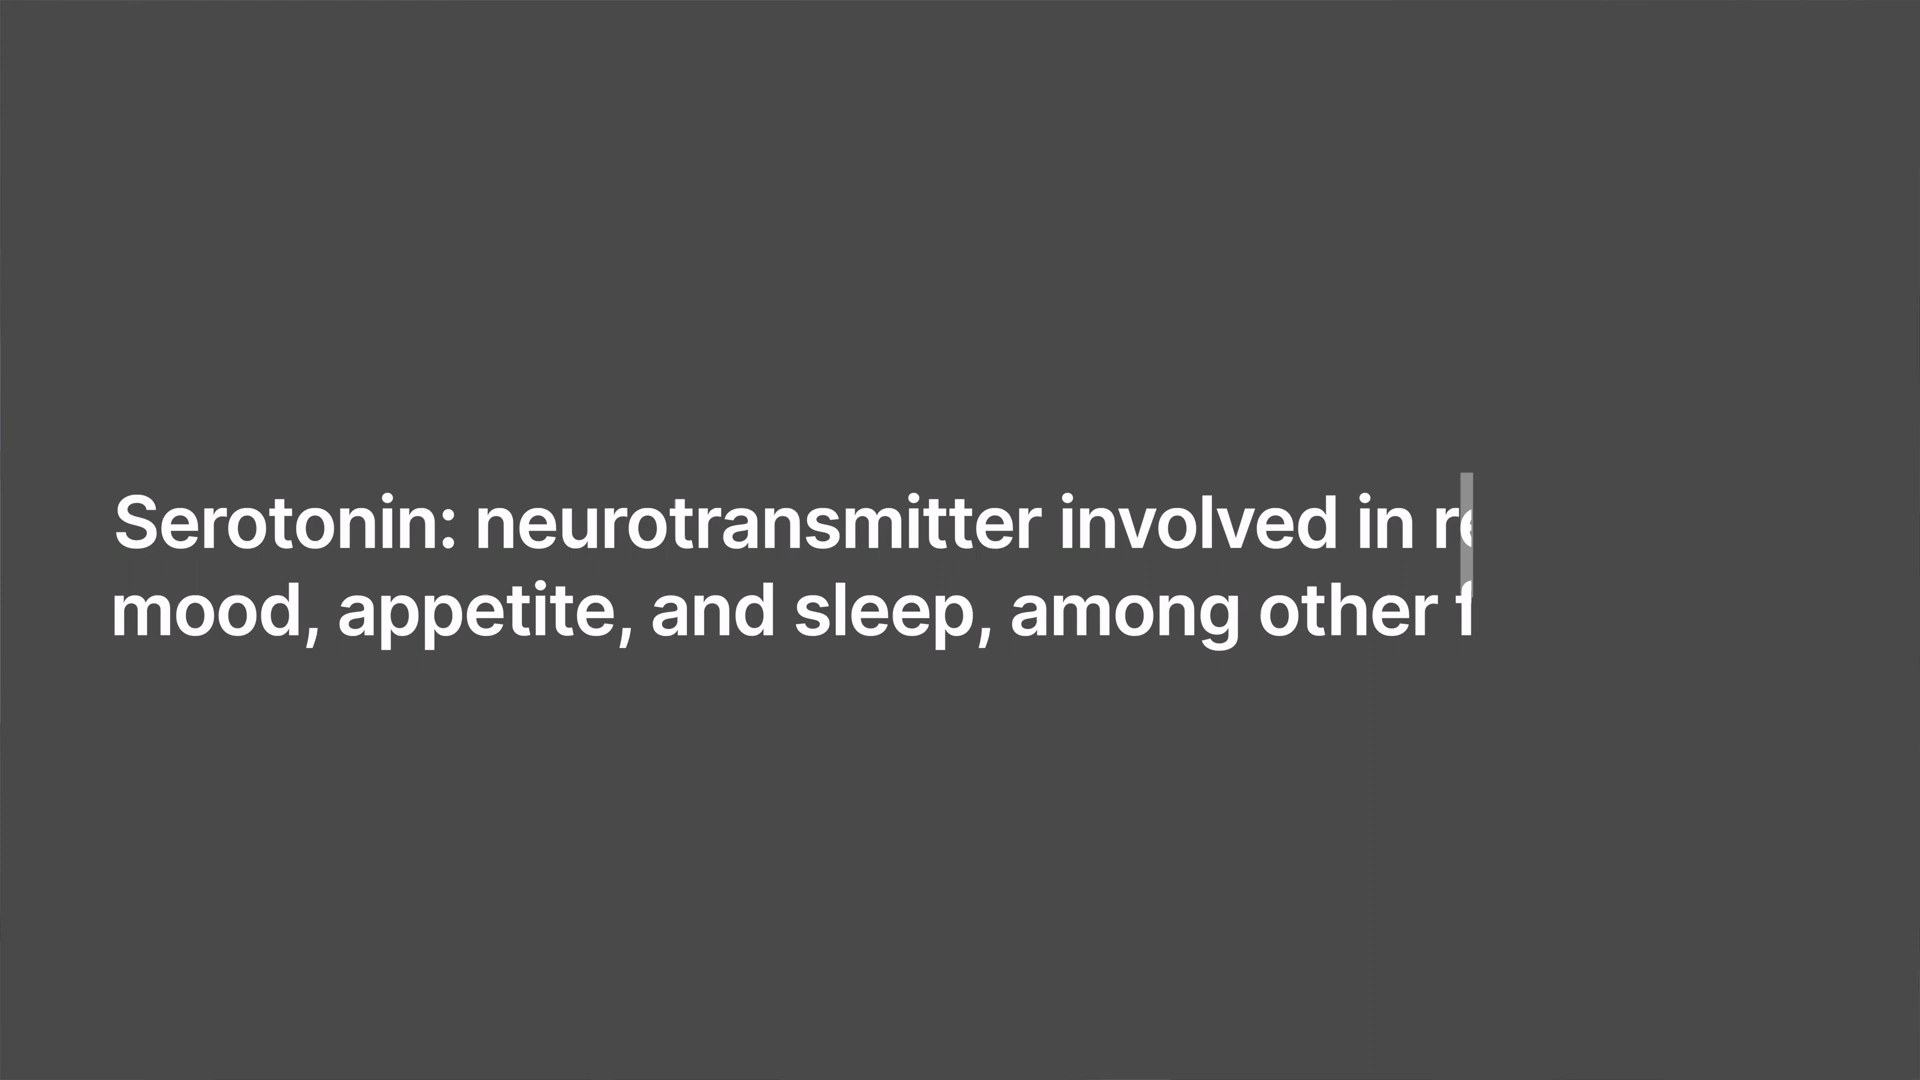 Serotonin: neurotransmitter involved in
mood, appetite, and sleep, among other